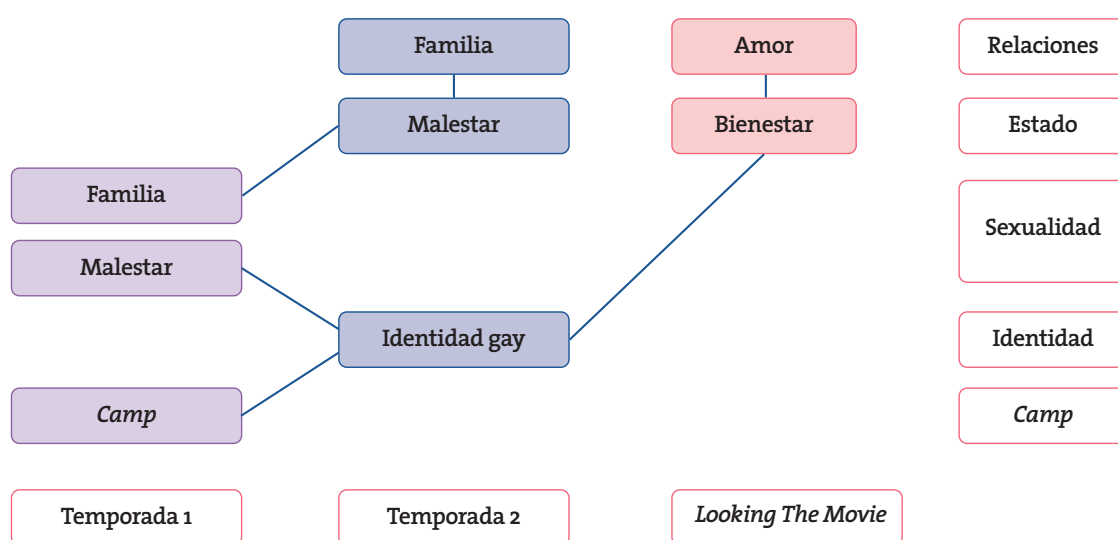 Familia
Amor
Relaciones
Malestar
Bienestar
Estado
Familia
Sexualidad
Malestar
Identidad gay
Identidad
Camp
Camp
Temporada 1
Temporada 2
Looking The Movie